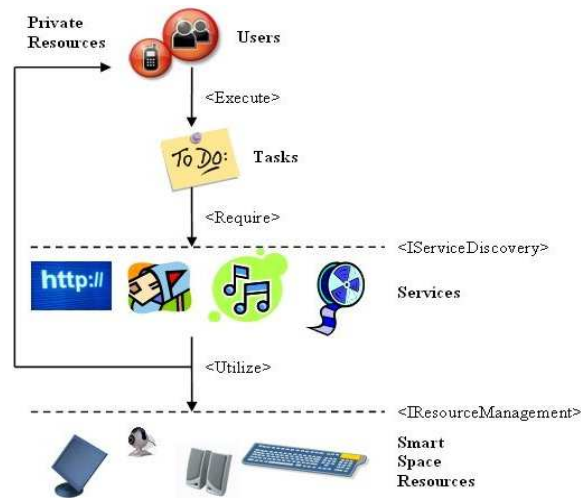 Private
Resources
Users
<Execute>
TO DO:
Tasks
<Require>
<IServiceDiscovery>
http://
Services
<Utilize>
<IResourceManagement>
Smart
Space
Resources